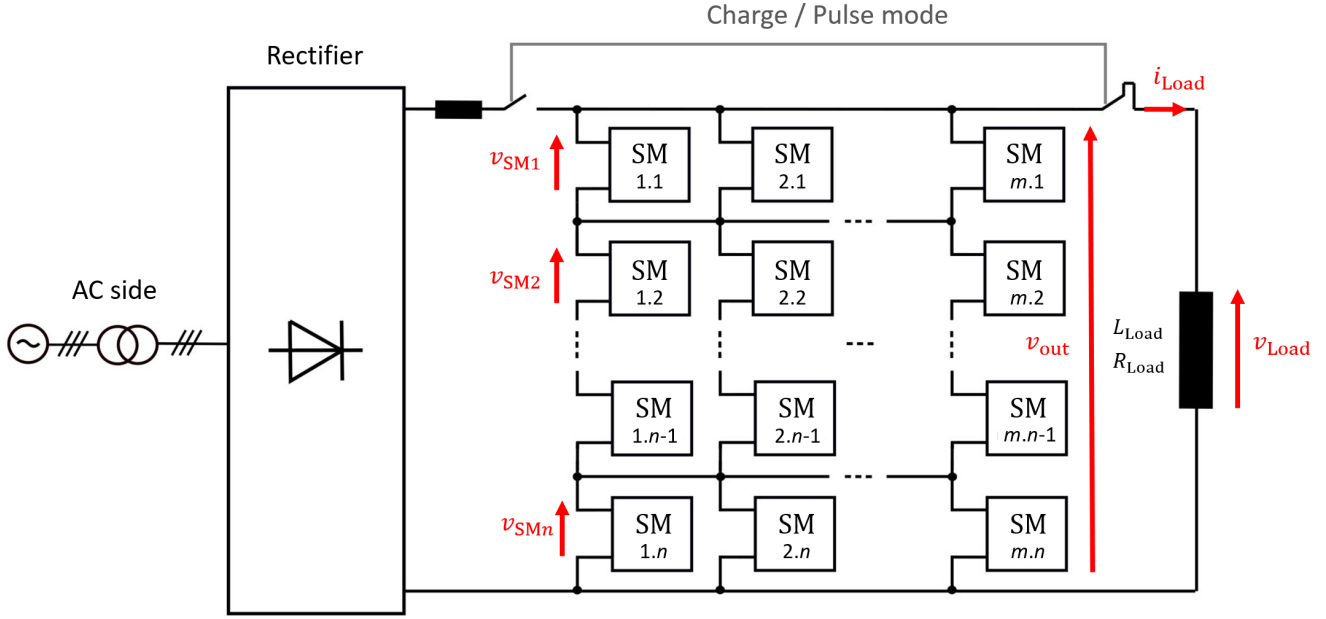 Charge / Pulse mode
Rectifier
i_Load
v_SM1
SM
1.1
SM
2.1
SM
m.1
v_SM2
SM
1.2
SM
2.2
SM
m.2
AC side
v_out
L_Load
R_Load
v_Load
SM
1.n-1
SM
2.n-1
SM
m.n-1
v_SMn
SM
1.n
SM
2.n
SM
m.n